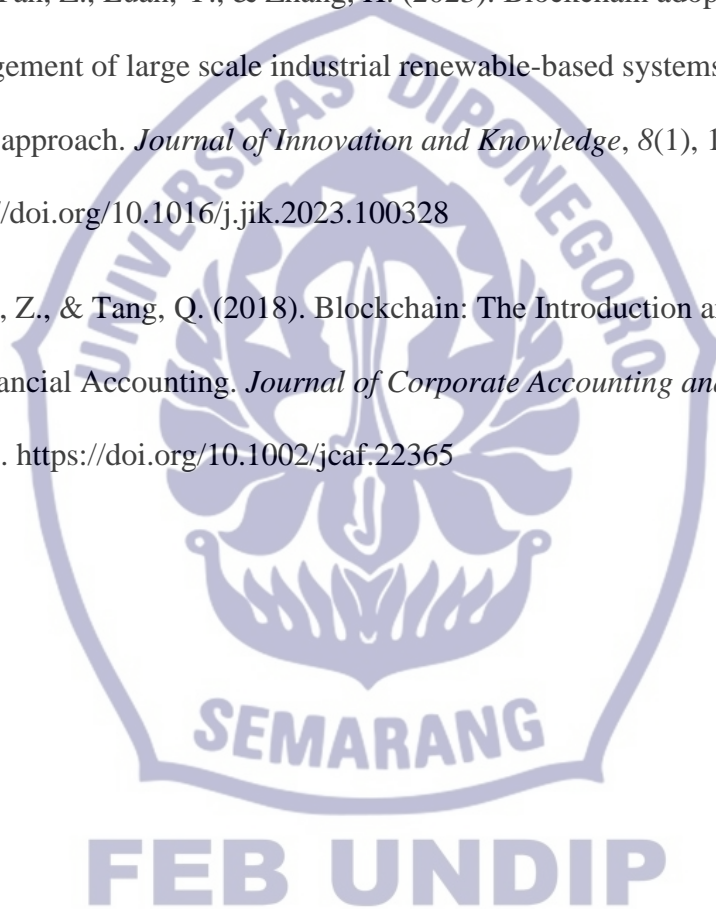 Z., Luan, Y., & Zhang, (2023). Blockchain adop
gement of large scale industrial renewable-based systems
approach. Journal of Innovation and Knowledge, 8(1), 1
//doi.org/10.1016/j.jik.2023.100328
, Z., & Tang, Q. (2018). Blockchain: The Introduction a
ancial Accounting. Journal of Corporate Accounting and
. https://doi.org/10.1002/jcaf.22365
UNIVERSITAS DIPONEGORO
SEMARANG
FEB UNDIP